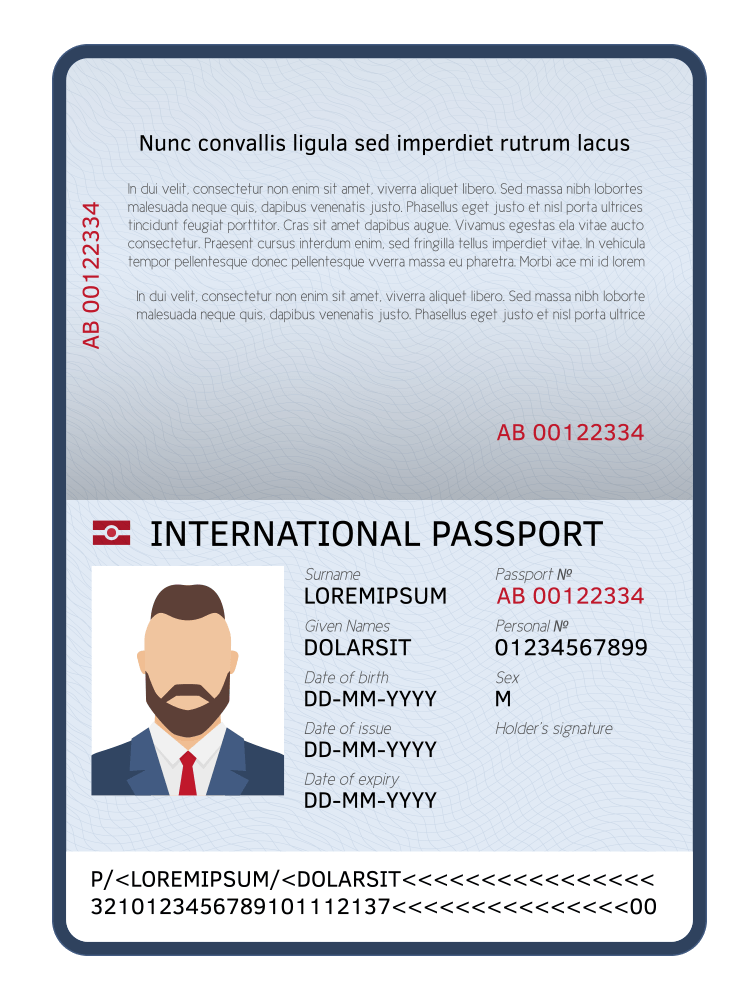 Nunc convallis ligula sed imperdiet rutrum lacus
In dui velit, consectetur non enim sit amet, viverra aliquet libero. Sed massa nibh lobortes
malesuada neque quis, dapibus venenatis justo. Phasellus eget justo et nisl porta ultrices
tincidunt feugiat porttitor. Cras sit amet dapibus augue. Vivamus egestas ela vitae aucto
consectetur. Praesent cursus interdum enim, sed fringilla tellus imperdiet vitae. In vehicula
tempor pellentesque donec pellentesque vverra massa eu pharetra. Morbi ace mi id lorem
In dui velit, consectetur non enim sit amet, viverra aliquet libero. Sed massa nibh loborte
malesuada neque quis, dapibus venenatis justo. Phasellus eget justo et nisl porta ultrice
AB 00122334
AB 00122334
INTERNATIONAL PASSPORT
Surname
LOREMIPSUM
Given Names
DOLARSIT
Date of birth
DD-MM-YYYY
Date of issue
DD-MM-YYYY
Date of expiry
DD-MM-YYYY
Passport №
AB 00122334
Personal №
01234567899
Sex
M
Holder's signature
P/<LOREMIPSUM/<DOLARSIT<<<<<<<<<<<<<<<<
3210123456789101112137<<<<<<<<<<<<<<<00